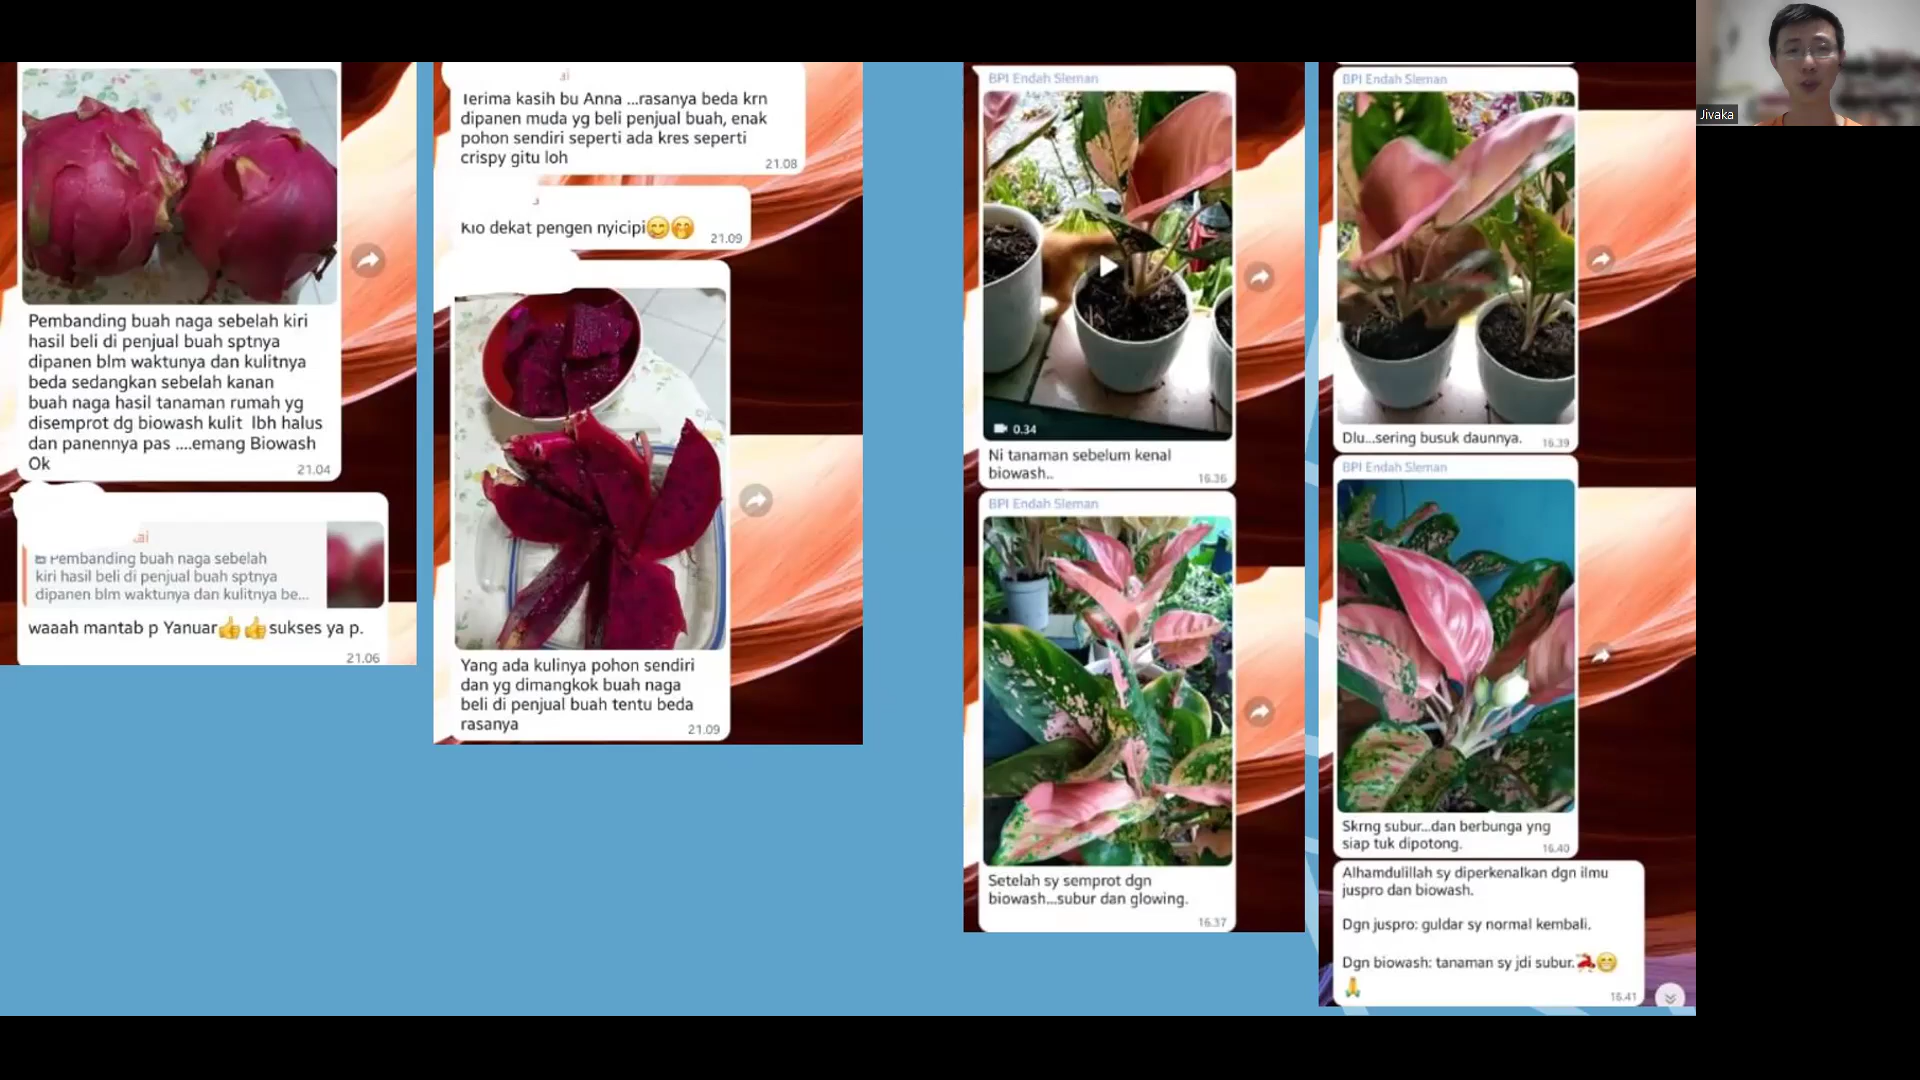 Pembanding buah naga sebelah kiri
hasil beli di penjual buah sptnya
dipanen blm waktunya dan kulitnya
beda sedangkan sebelah kanan
buah naga hasil tanaman rumah yg
disemprot dg biowash kulit lbh halus
dan panennya pas ....emang Biowash
Ok
21.04
Pembanding buah naga sebelah
kiri hasil beli di penjual buah sptnya
dipanen blm waktunya dan kulitnya be...
waaah mantab p Yanuar👍👍sukses ya p.
21.06
Terima kasih bu Anna ...rasanya beda krn
dipanen muda yg beli penjual buah, enak
pohon sendiri seperti ada kres seperti
crispy gitu loh
21.08
Klo dekat pengen nyicipi😋🤭
21.09
Yang ada kulinya pohon sendiri
dan yg dimangkok buah naga
beli di penjual buah tentu beda
rasanya
21.09
BPI Endah Sleman
0.34
Ni tanaman sebelum kenal
biowash..
16.36
BPI Endah Sleman
Setelah sy semprot dgn
biowash...subur dan glowing.
16.37
BPI Endah Sleman
Dlu...sering busuk daunnya.
16.39
BPI Endah Sleman
Skrng subur...dan berbunga yng
siap tuk dipotong.
16.40
Alhamdulillah sy diperkenalkan dgn ilmu
juspro dan biowash.
Dgn juspro: guldar sy normal kembali.
Dgn biowash: tanaman sy jdi subur.💃😁
🙏
16.41
Jivaka